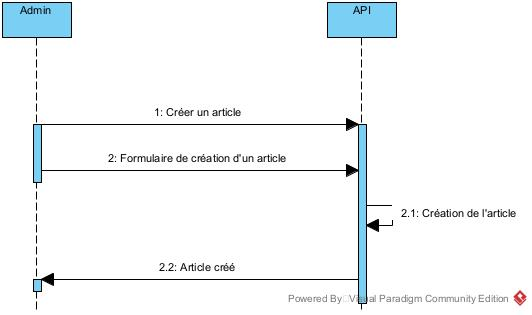 Admin
API
1: Créer un article
2: Formulaire de création d'un article
2.1: Création de l'article
2.2: Article créé
Powered By Visual Paradigm Community Edition